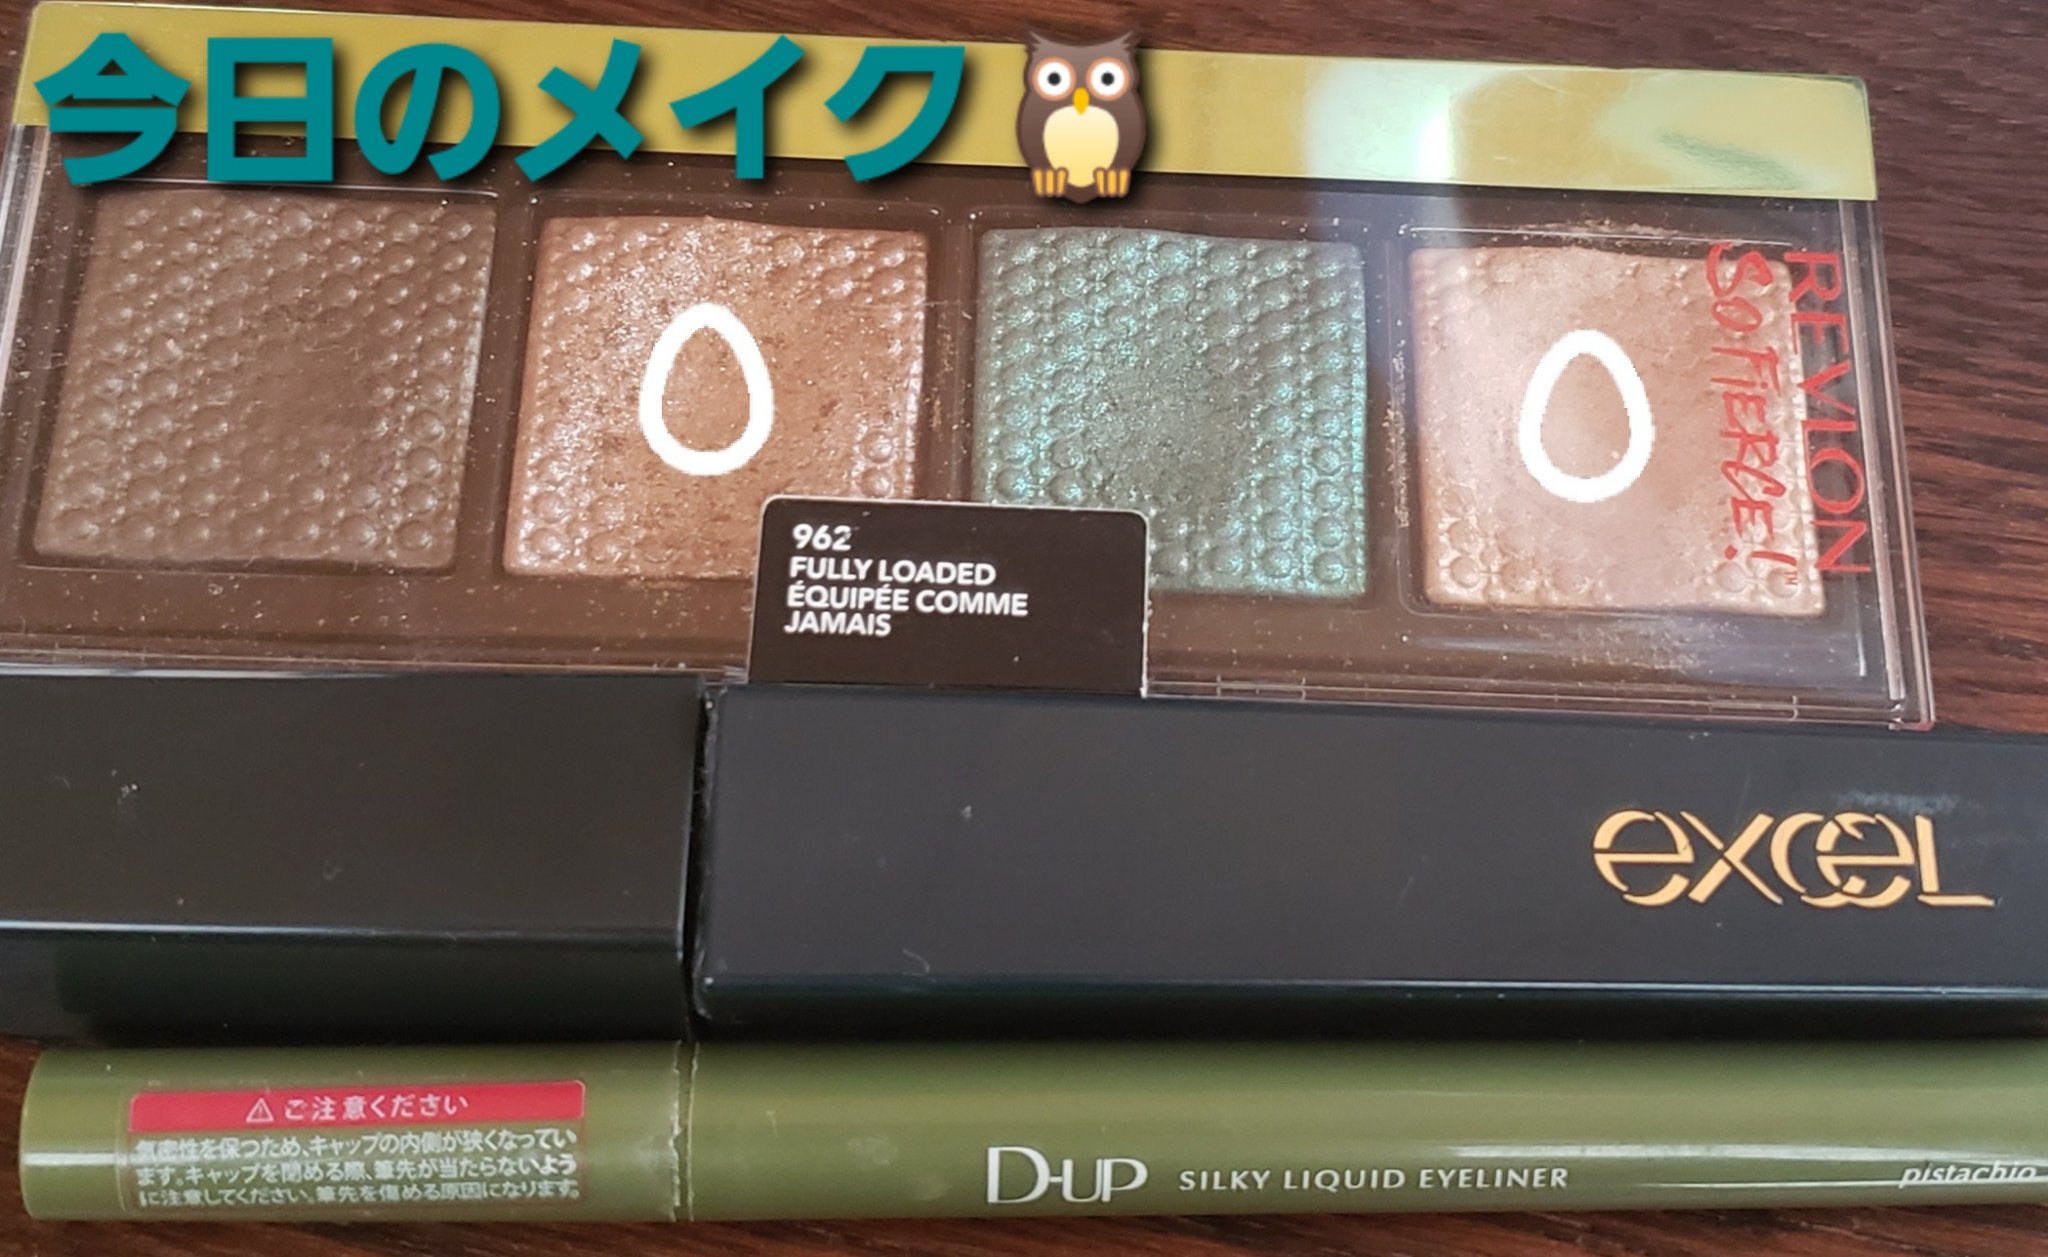 今日のメイク🦉
REVLON
SO FiERCE!™
962
FULLY LOADED
ÉQUIPÉE COMME
JAMAIS
excel
⚠ご注意ください
気密性を保つため、キャップの内側が狭くなってい
ます。キャップを閉める際、筆先が当たらないよう
に注意してください。筆先を傷める原因になります。
D-UP SILKY LIQUID EYELINER pistachio